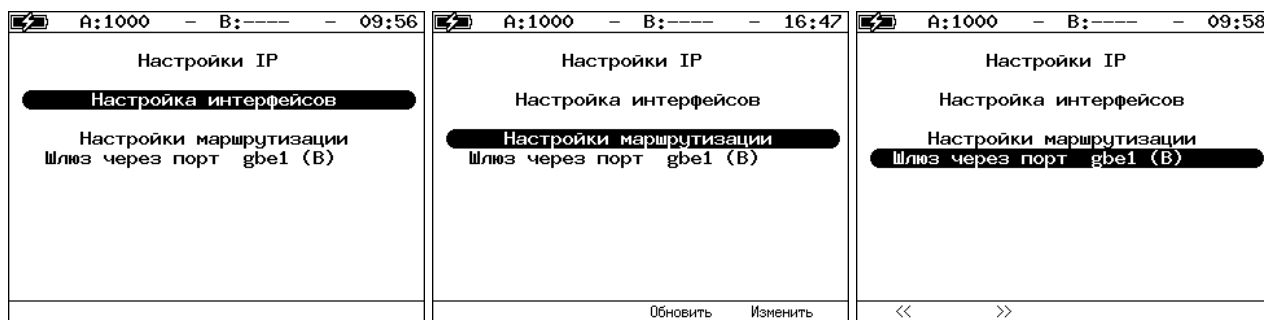 A:1000 – B:---- – 09:56
Настройки IP
Настройка интерфейсов
Настройки маршрутизации
Шлюз через порт gbe1 (B)
A:1000 – B:---- – 16:47
Настройки IP
Настройка интерфейсов
Настройки маршрутизации
Шлюз через порт gbe1 (B)
Обновить Изменить
A:1000 – B:---- – 09:58
Настройки IP
Настройка интерфейсов
Настройки маршрутизации
Шлюз через порт gbe1 (B)
<< >>